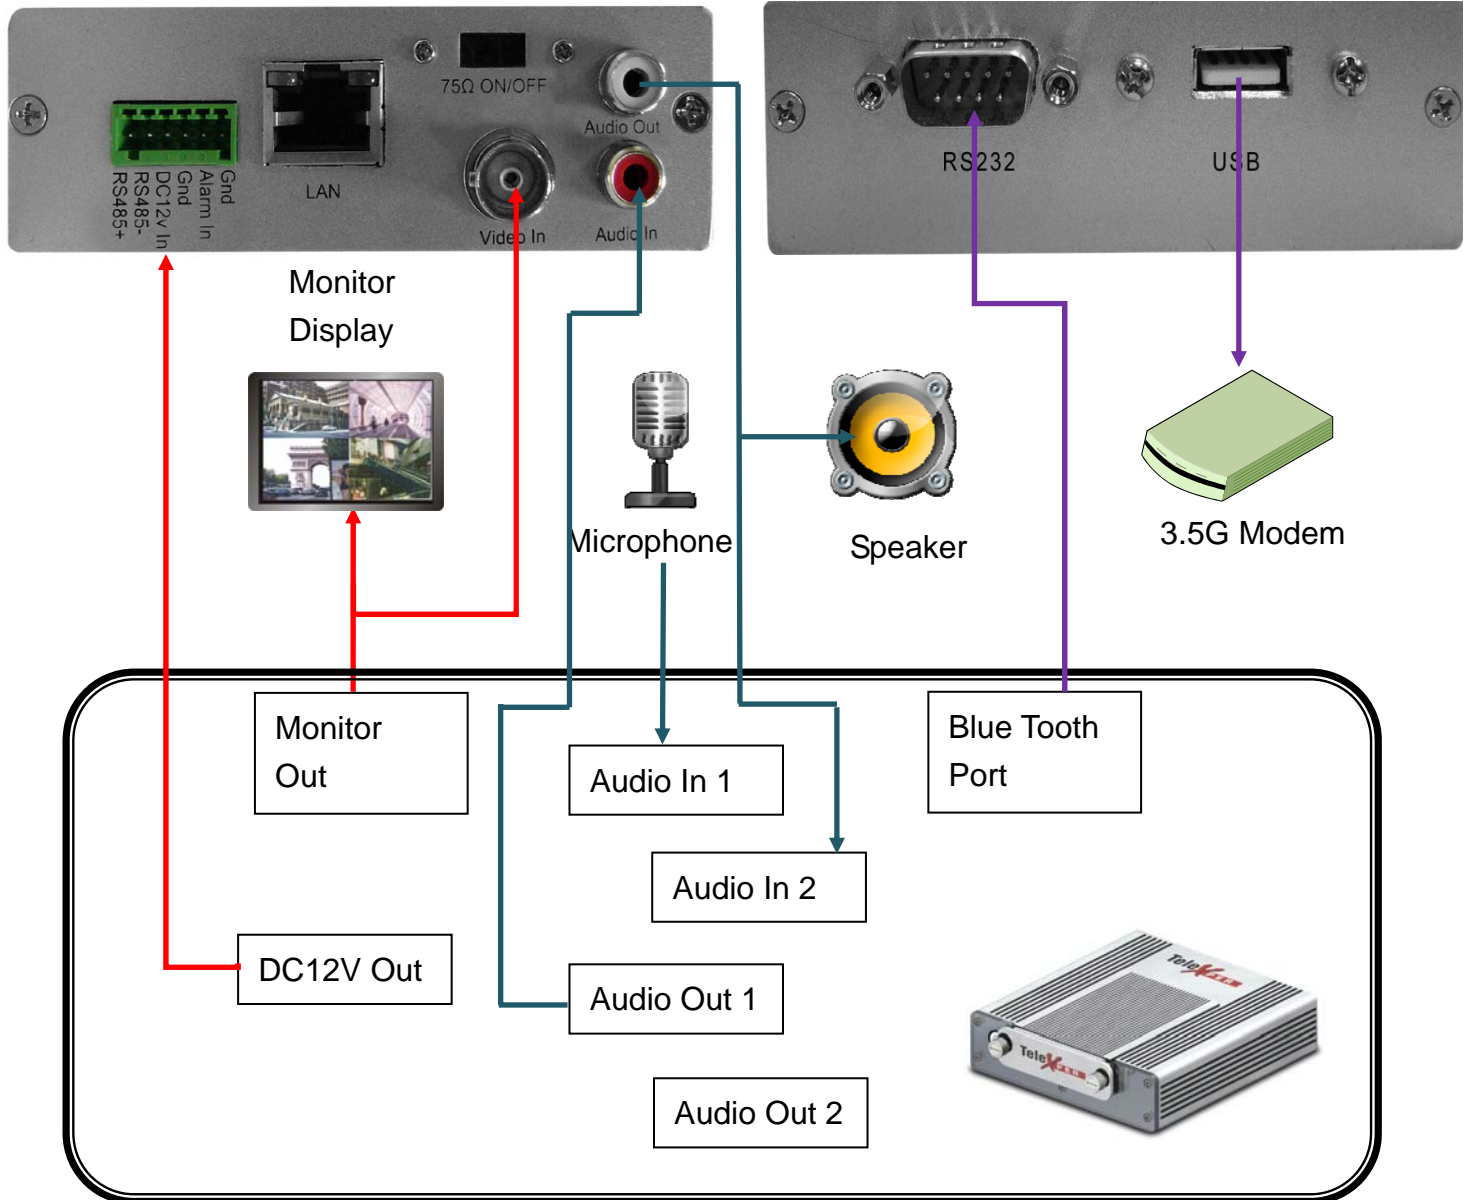 75Ω ON/OFF
Audio Out
LAN
Video In
Audio In
RS485+
RS485-
DC12v In
Gnd
Alarm In
Gnd
RS232
USB
Monitor
Display
Microphone
Speaker
3.5G Modem
Monitor
Out
Audio In 1
Blue Tooth
Port
Audio In 2
DC12V Out
Audio Out 1
Audio Out 2
TeleXPER
TeleXPER